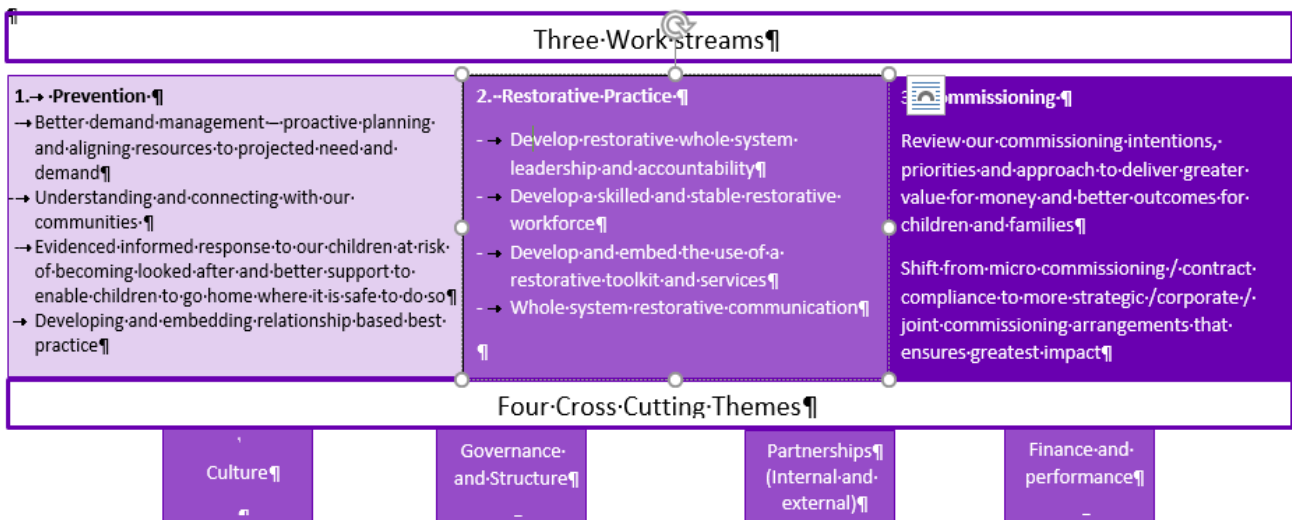 Three Work streams
1. Prevention
Better demand management – proactive planning
and aligning resources to projected need and
demand
- Understanding and connecting with our
communities
Evidenced informed response to our children at risk
of becoming looked after and better support to
enable children to go home where it is safe to do so
Developing and embedding relationship based best
practice
2. -Restorative Practice
- Develop restorative whole system
leadership and accountability
- Develop a skilled and stable restorative
workforce
- Develop and embed the use of a
restorative toolkit and services
- Whole system restorative communication
3 mmissioning
Review our commissioning intentions,
priorities and approach to deliver greater
value for money and better outcomes for
children and families
Shift from micro commissioning / contract
compliance to more strategic /corporate /
joint commissioning arrangements that
ensures greatest impact
Four Cross Cutting Themes
Culture
Governance
and Structure
Partnerships
(Internal and
external)
Finance and
performance